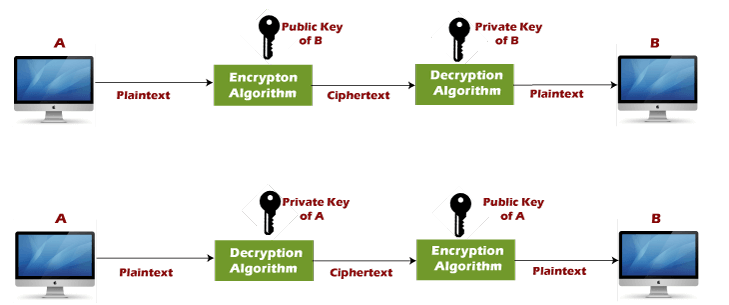 A
Public Key
of B
Private Key
of B
B
Encrypton
Algorithm
Decryption
Algorithm
Plaintext
Ciphertext
Plaintext
A
Private Key
of A
Public Key
of A
B
Decryption
Algorithm
Encryption
Algorithm
Plaintext
Ciphertext
Plaintext